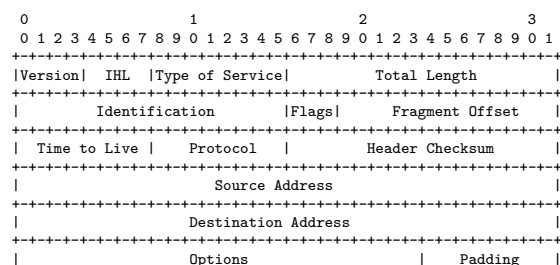 0                   1                   2                   3
0 1 2 3 4 5 6 7 8 9 0 1 2 3 4 5 6 7 8 9 0 1 2 3 4 5 6 7 8 9 0 1
+-+-+-+-+-+-+-+-+-+-+-+-+-+-+-+-+-+-+-+-+-+-+-+-+-+-+-+-+-+-+-+-+
|Version|  IHL  |Type of Service|          Total Length         |
+-+-+-+-+-+-+-+-+-+-+-+-+-+-+-+-+-+-+-+-+-+-+-+-+-+-+-+-+-+-+-+-+
|         Identification        |Flags|      Fragment Offset    |
+-+-+-+-+-+-+-+-+-+-+-+-+-+-+-+-+-+-+-+-+-+-+-+-+-+-+-+-+-+-+-+-+
|  Time to Live |    Protocol   |         Header Checksum       |
+-+-+-+-+-+-+-+-+-+-+-+-+-+-+-+-+-+-+-+-+-+-+-+-+-+-+-+-+-+-+-+-+
|                       Source Address                          |
+-+-+-+-+-+-+-+-+-+-+-+-+-+-+-+-+-+-+-+-+-+-+-+-+-+-+-+-+-+-+-+-+
|                    Destination Address                        |
+-+-+-+-+-+-+-+-+-+-+-+-+-+-+-+-+-+-+-+-+-+-+-+-+-+-+-+-+-+-+-+-+
|                    Options                    |    Padding    |